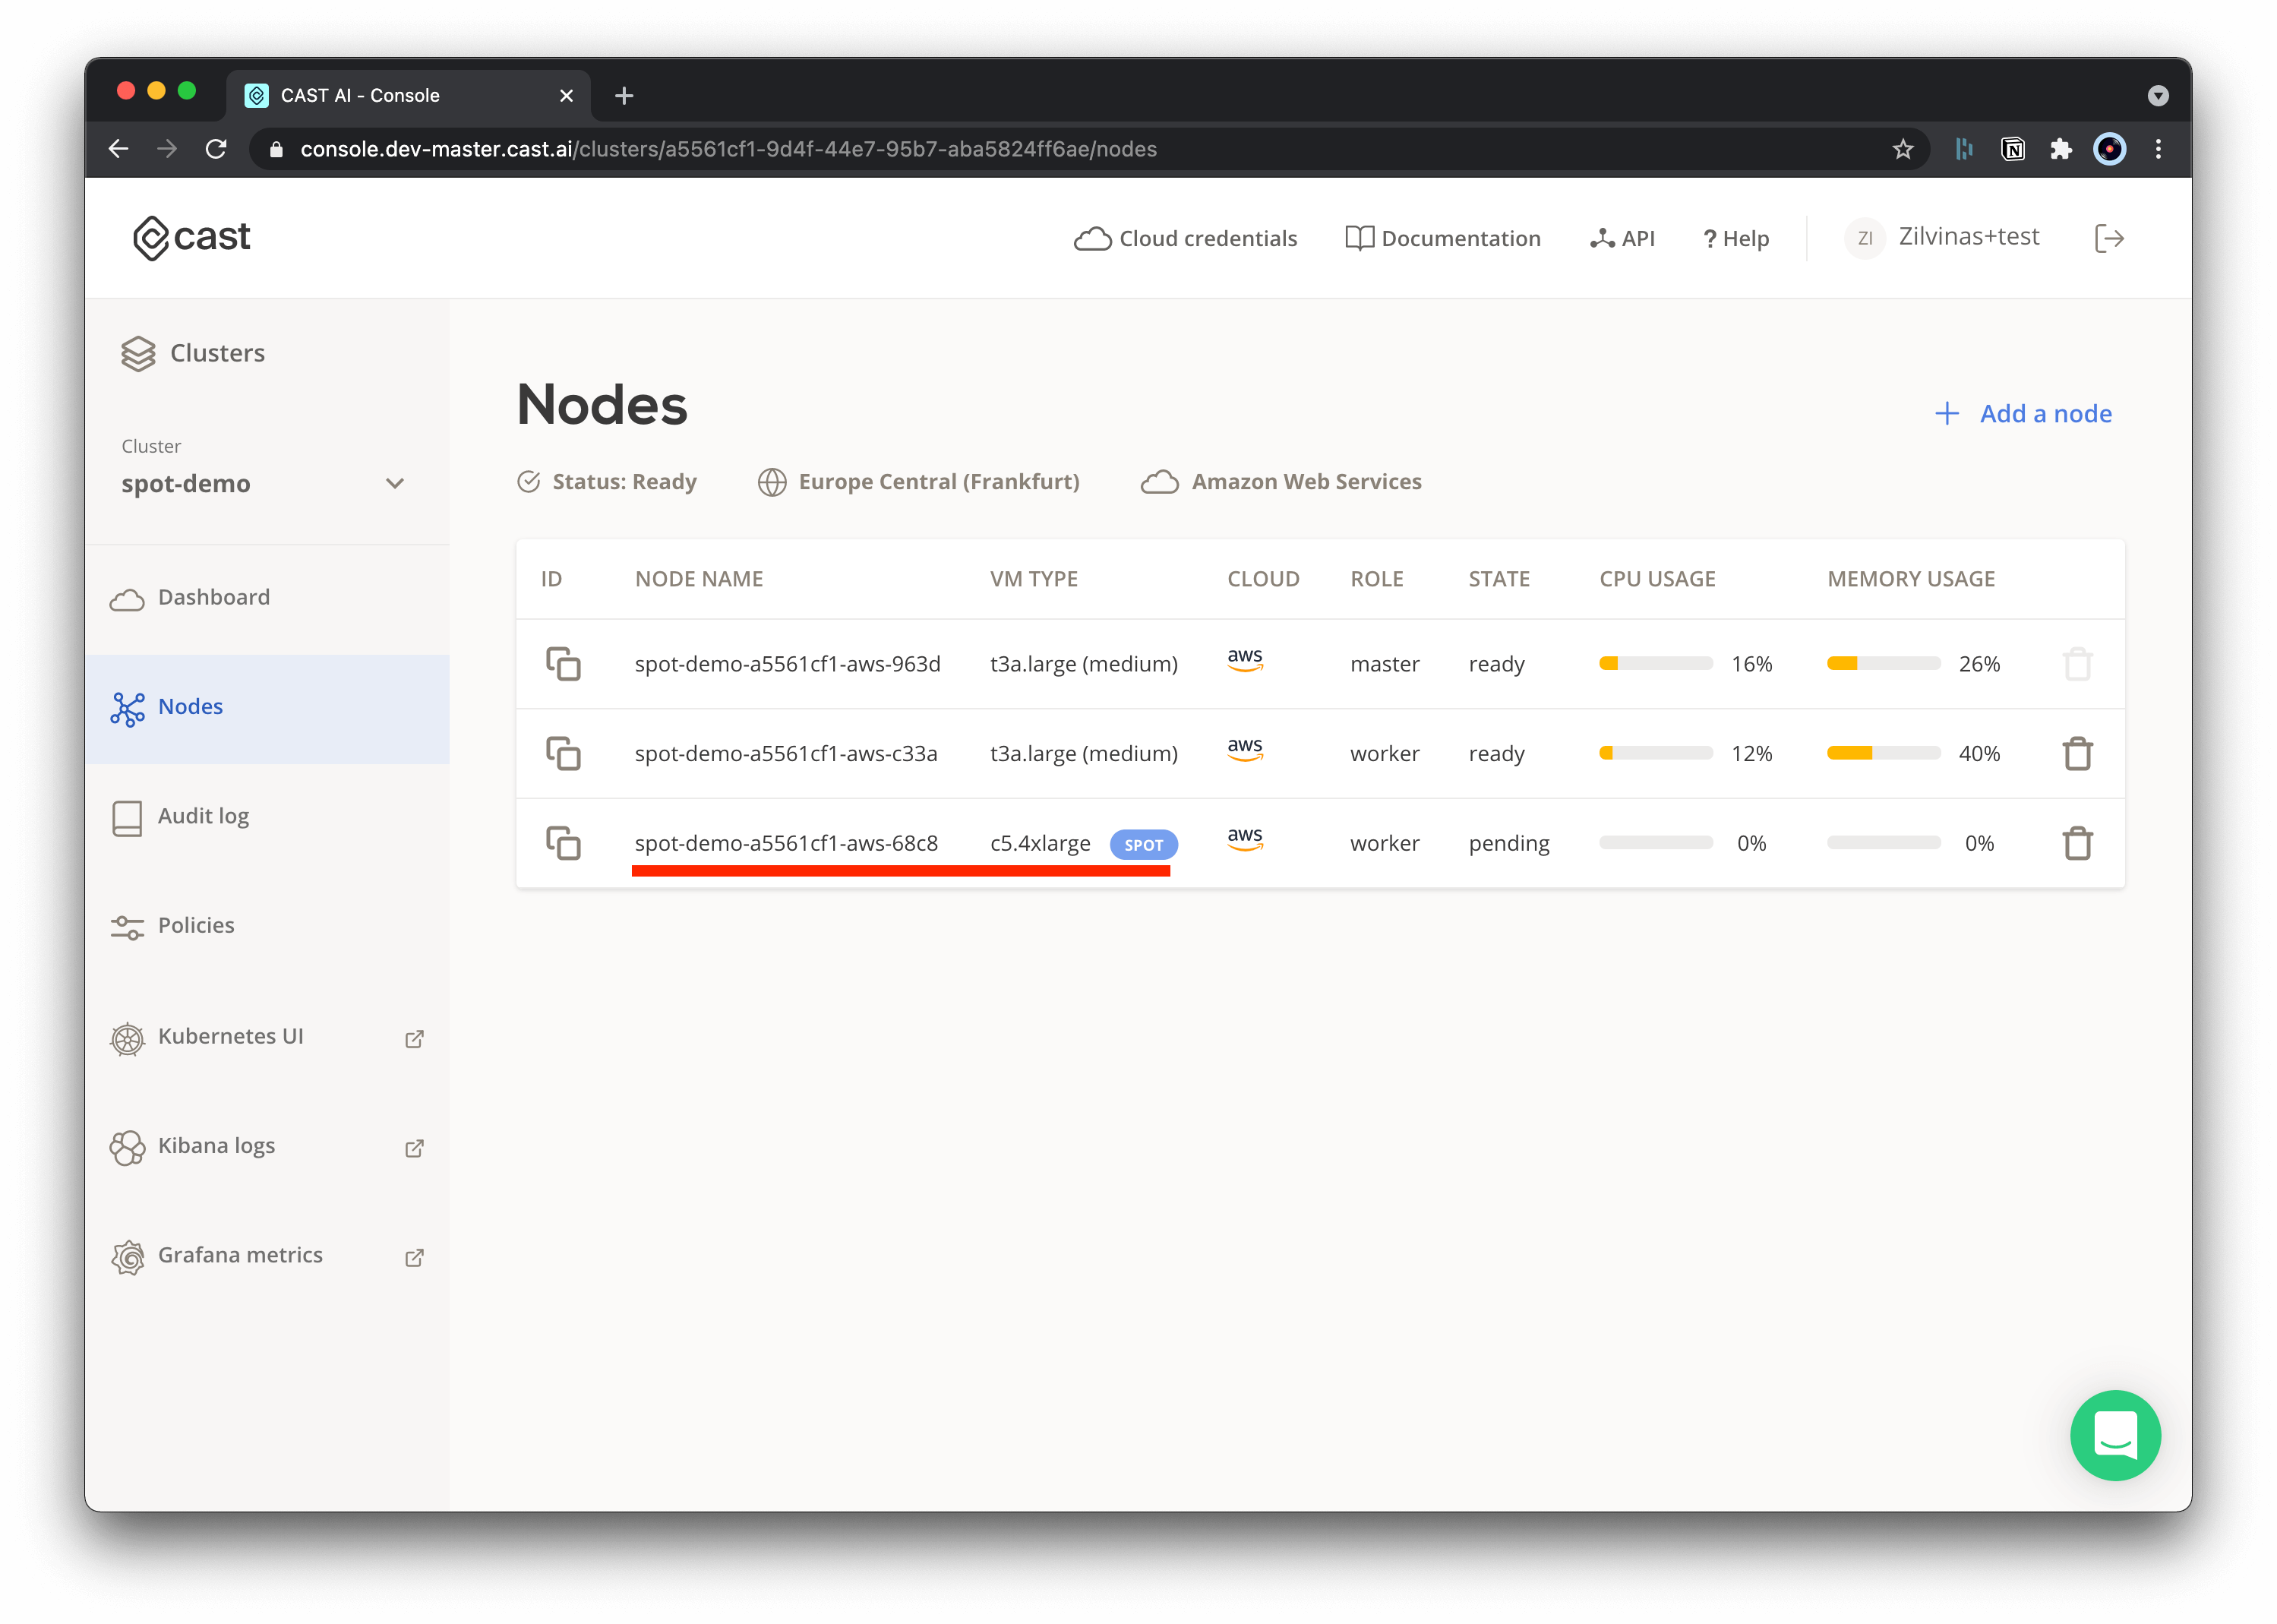 CAST AI - Console
console.dev-master.cast.ai/clusters/a5561cf1-9d4f-44e7-95b7-aba5824ff6ae/nodes
cast
Cloud credentials
Documentation
API
? Help
ZI
Zilvinas+test
Clusters
Cluster
spot-demo
Dashboard
Nodes
Audit log
Policies
Kubernetes UI
Kibana logs
Grafana metrics
Nodes
+ Add a node
Status: Ready
Europe Central (Frankfurt)
Amazon Web Services
ID NODE NAME VM TYPE CLOUD ROLE STATE CPU USAGE MEMORY USAGE
spot-demo-a5561cf1-aws-963d t3a.large (medium) aws master ready 16% 26%
spot-demo-a5561cf1-aws-c33a t3a.large (medium) aws worker ready 12% 40%
spot-demo-a5561cf1-aws-68c8 c5.4xlarge SPOT aws worker pending 0% 0%